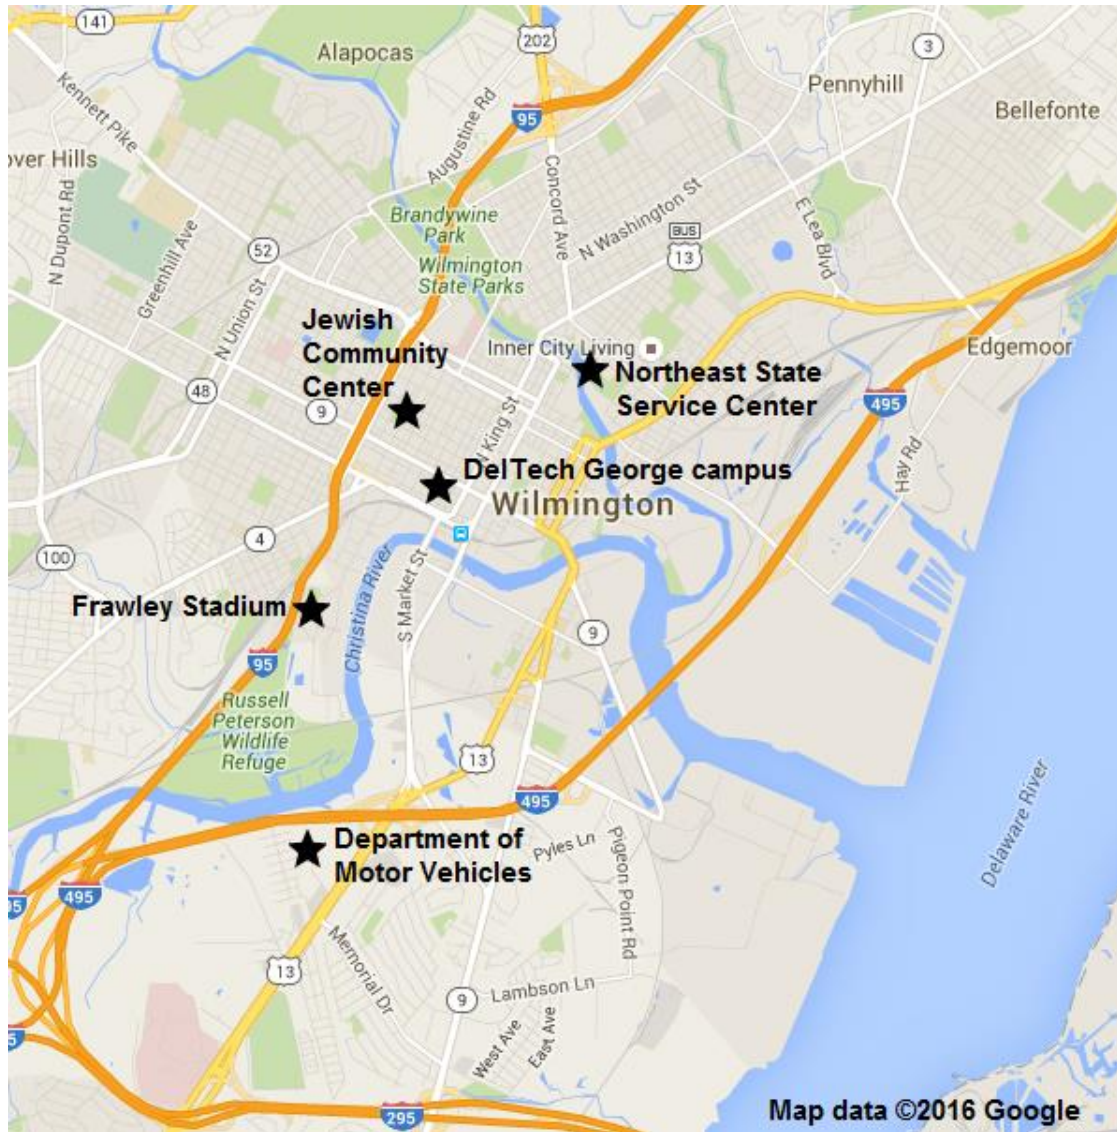 141
202
3
Alapocas
Pennyhill
Kennett Pike
Augustine Rd
95
Bellefonte
over Hills
Concord Ave
N Dupont Rd
Greenhill Ave
Brandywine
Park
N Washington St
E Lea Blvd
BUS
13
52
Wilmington
State Parks
N Union St
Jewish
Community
Center
Inner City Living
Edgemoor
Northeast State
Service Center
48
9
495
N King St
Hay Rd
DelTech George campus
Wilmington
4
100
Christina River
S Market St
Frawley Stadium
9
95
Russell
Peterson
Wildlife
Refuge
13
495
Delaware River
Department of
Motor Vehicles
Pyles Ln
Pigeon Point Rd
495
95
Memorial Dr
13
Lambson Ln
9
West Ave
East Ave
295
Map data ©2016 Google